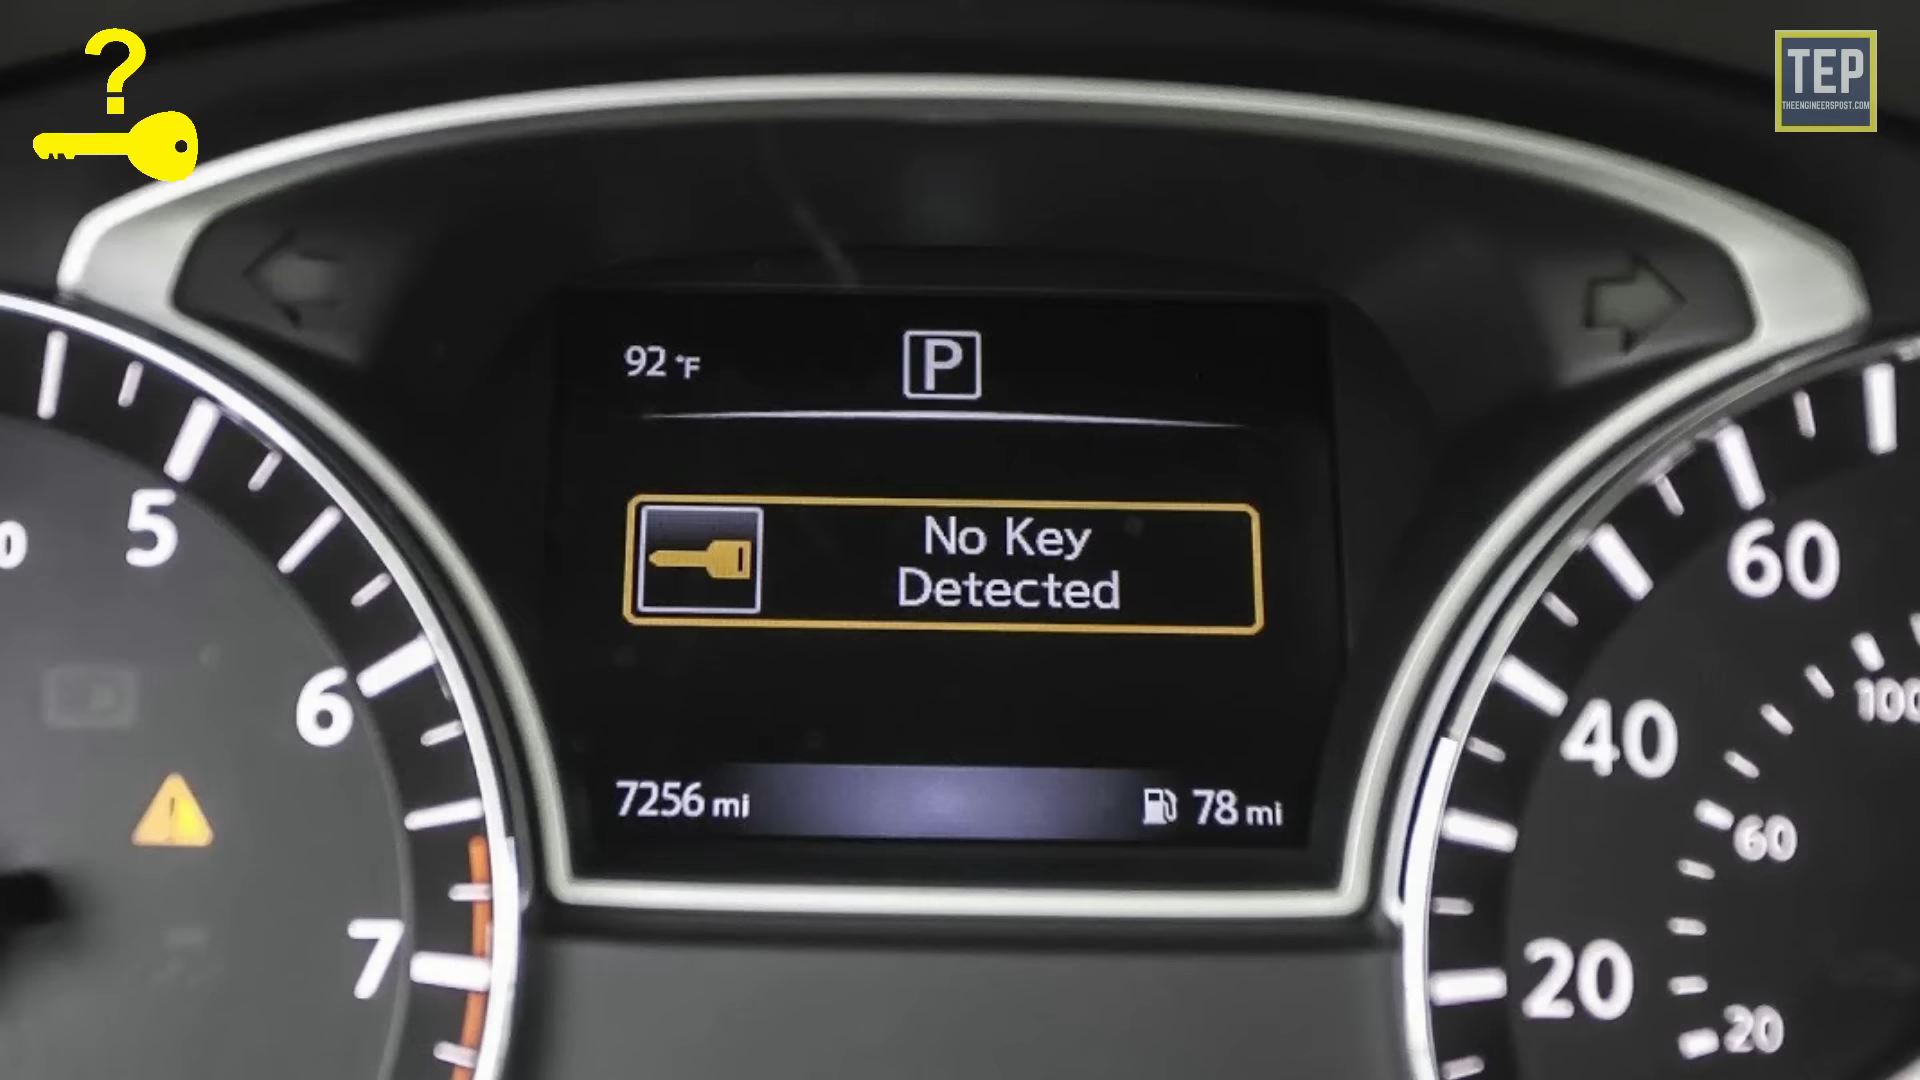 ?
TEP
THEENGINEERSPOST.COM
92 °F
P
No Key
Detected
7256 mi
78 mi
5
6
7
60
40
20
100
60
20